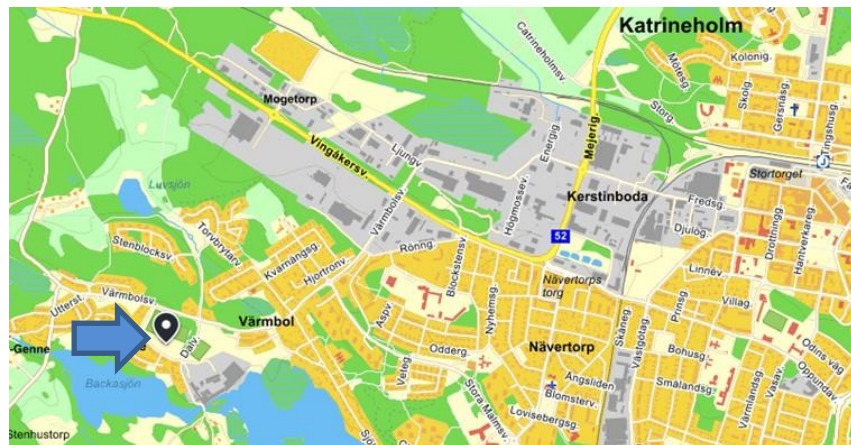 Katrineholm
Catrineholmsv.
Kolonig.
Mötesg.
Skolg.
Gersnäsg.
Tingshusg.
Storg.
Mogetorp
Energig.
Mejerig.
Ljungv.
Vingåkersv.
Stortorget
Luvsjön
Värmbolsv.
Högmossev.
Kerstinboda
Fredsg.
Djulög.
Drottningg
Hantverkareg.
Torvbrytarv.
Stenblocksv.
Kvarnängsg.
Rönng.
52
Hjortronv.
Blockstensv.
Nävertorps
torg
Linnév.
Prinsg.
Villag.
Utterst.
Värmbolsv.
Värmbol
Aspv.
Nyhemsg.
Skåneg.
Västgötag.
-Genne
Dalv.
Odderg.
Nävertorp
Bohusg.
Odins väg
Backasjön
Veteg.
Ängsliden
Smålandsg.
Värmlandsg.
Vasav.
Oppundav.
Stora Malmsv.
Blomsterv.
Lovisebergsg.
Stenhustorp